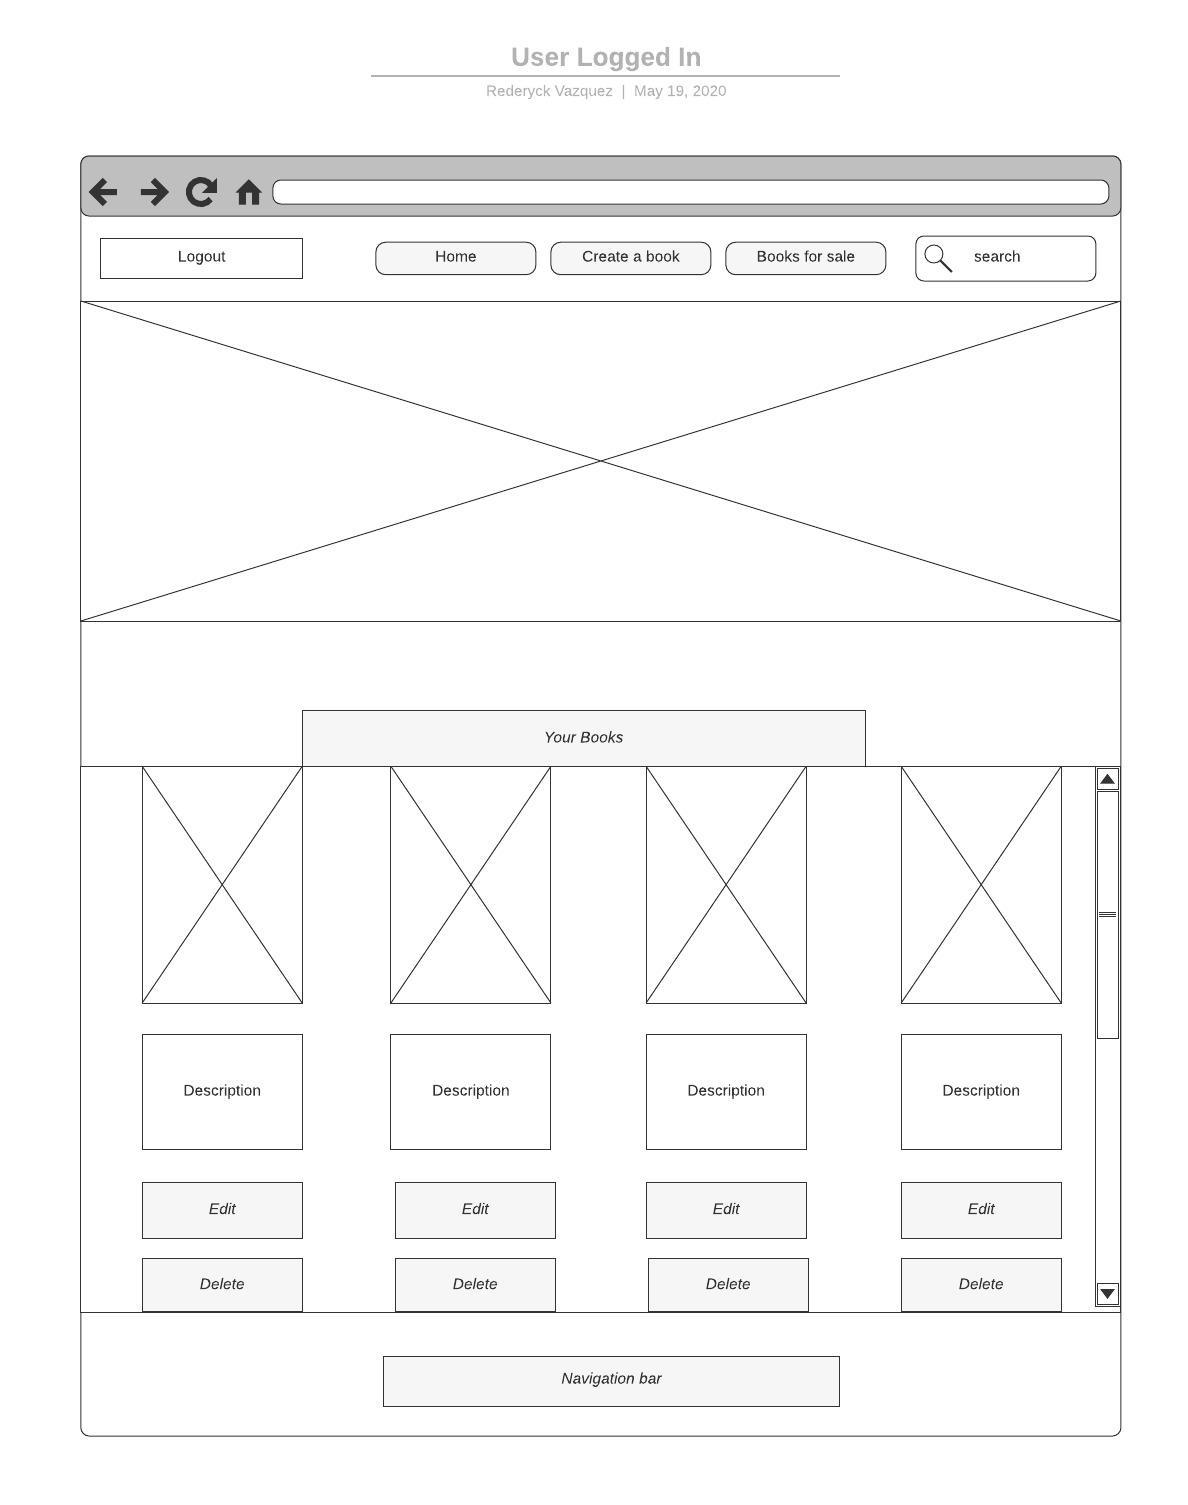 User Logged In
Rederyck Vazquez | May 19, 2020
Logout
Home
Create a book
Books for sale
search
Your Books
Description
Description
Description
Description
Edit
Edit
Edit
Edit
Delete
Delete
Delete
Delete
Navigation bar